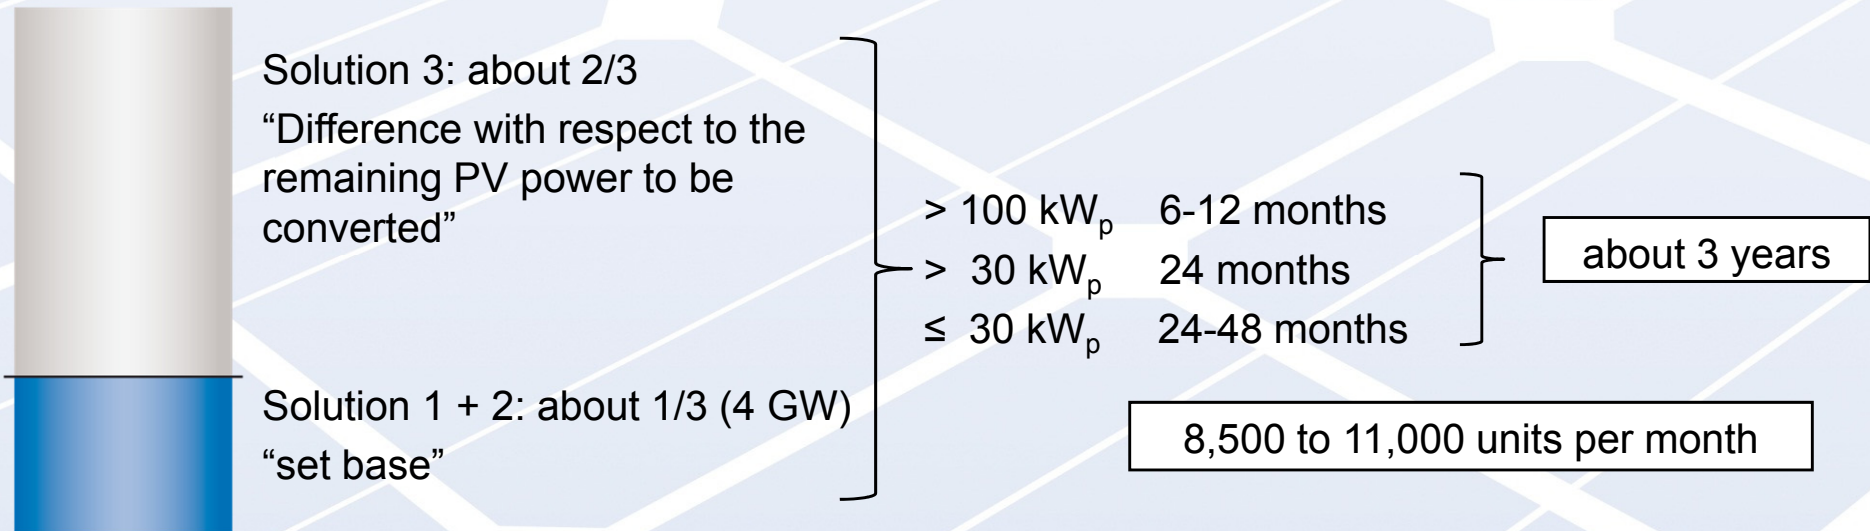 Solution 3: about 2/3
“Difference with respect to the
remaining PV power to be
converted”
Solution 1 + 2: about 1/3 (4 GW)
“set base”
> 100 kWp 6-12 months
> 30 kWp 24 months
≤ 30 kWp 24-48 months
about 3 years
8,500 to 11,000 units per month